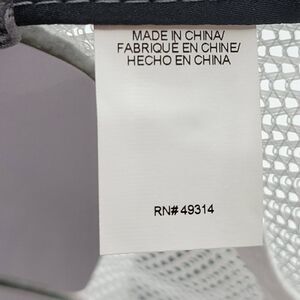 MADE IN CHINA/
FABRIQUÉ EN CHINE/
HECHO EN CHINA
RN# 49314